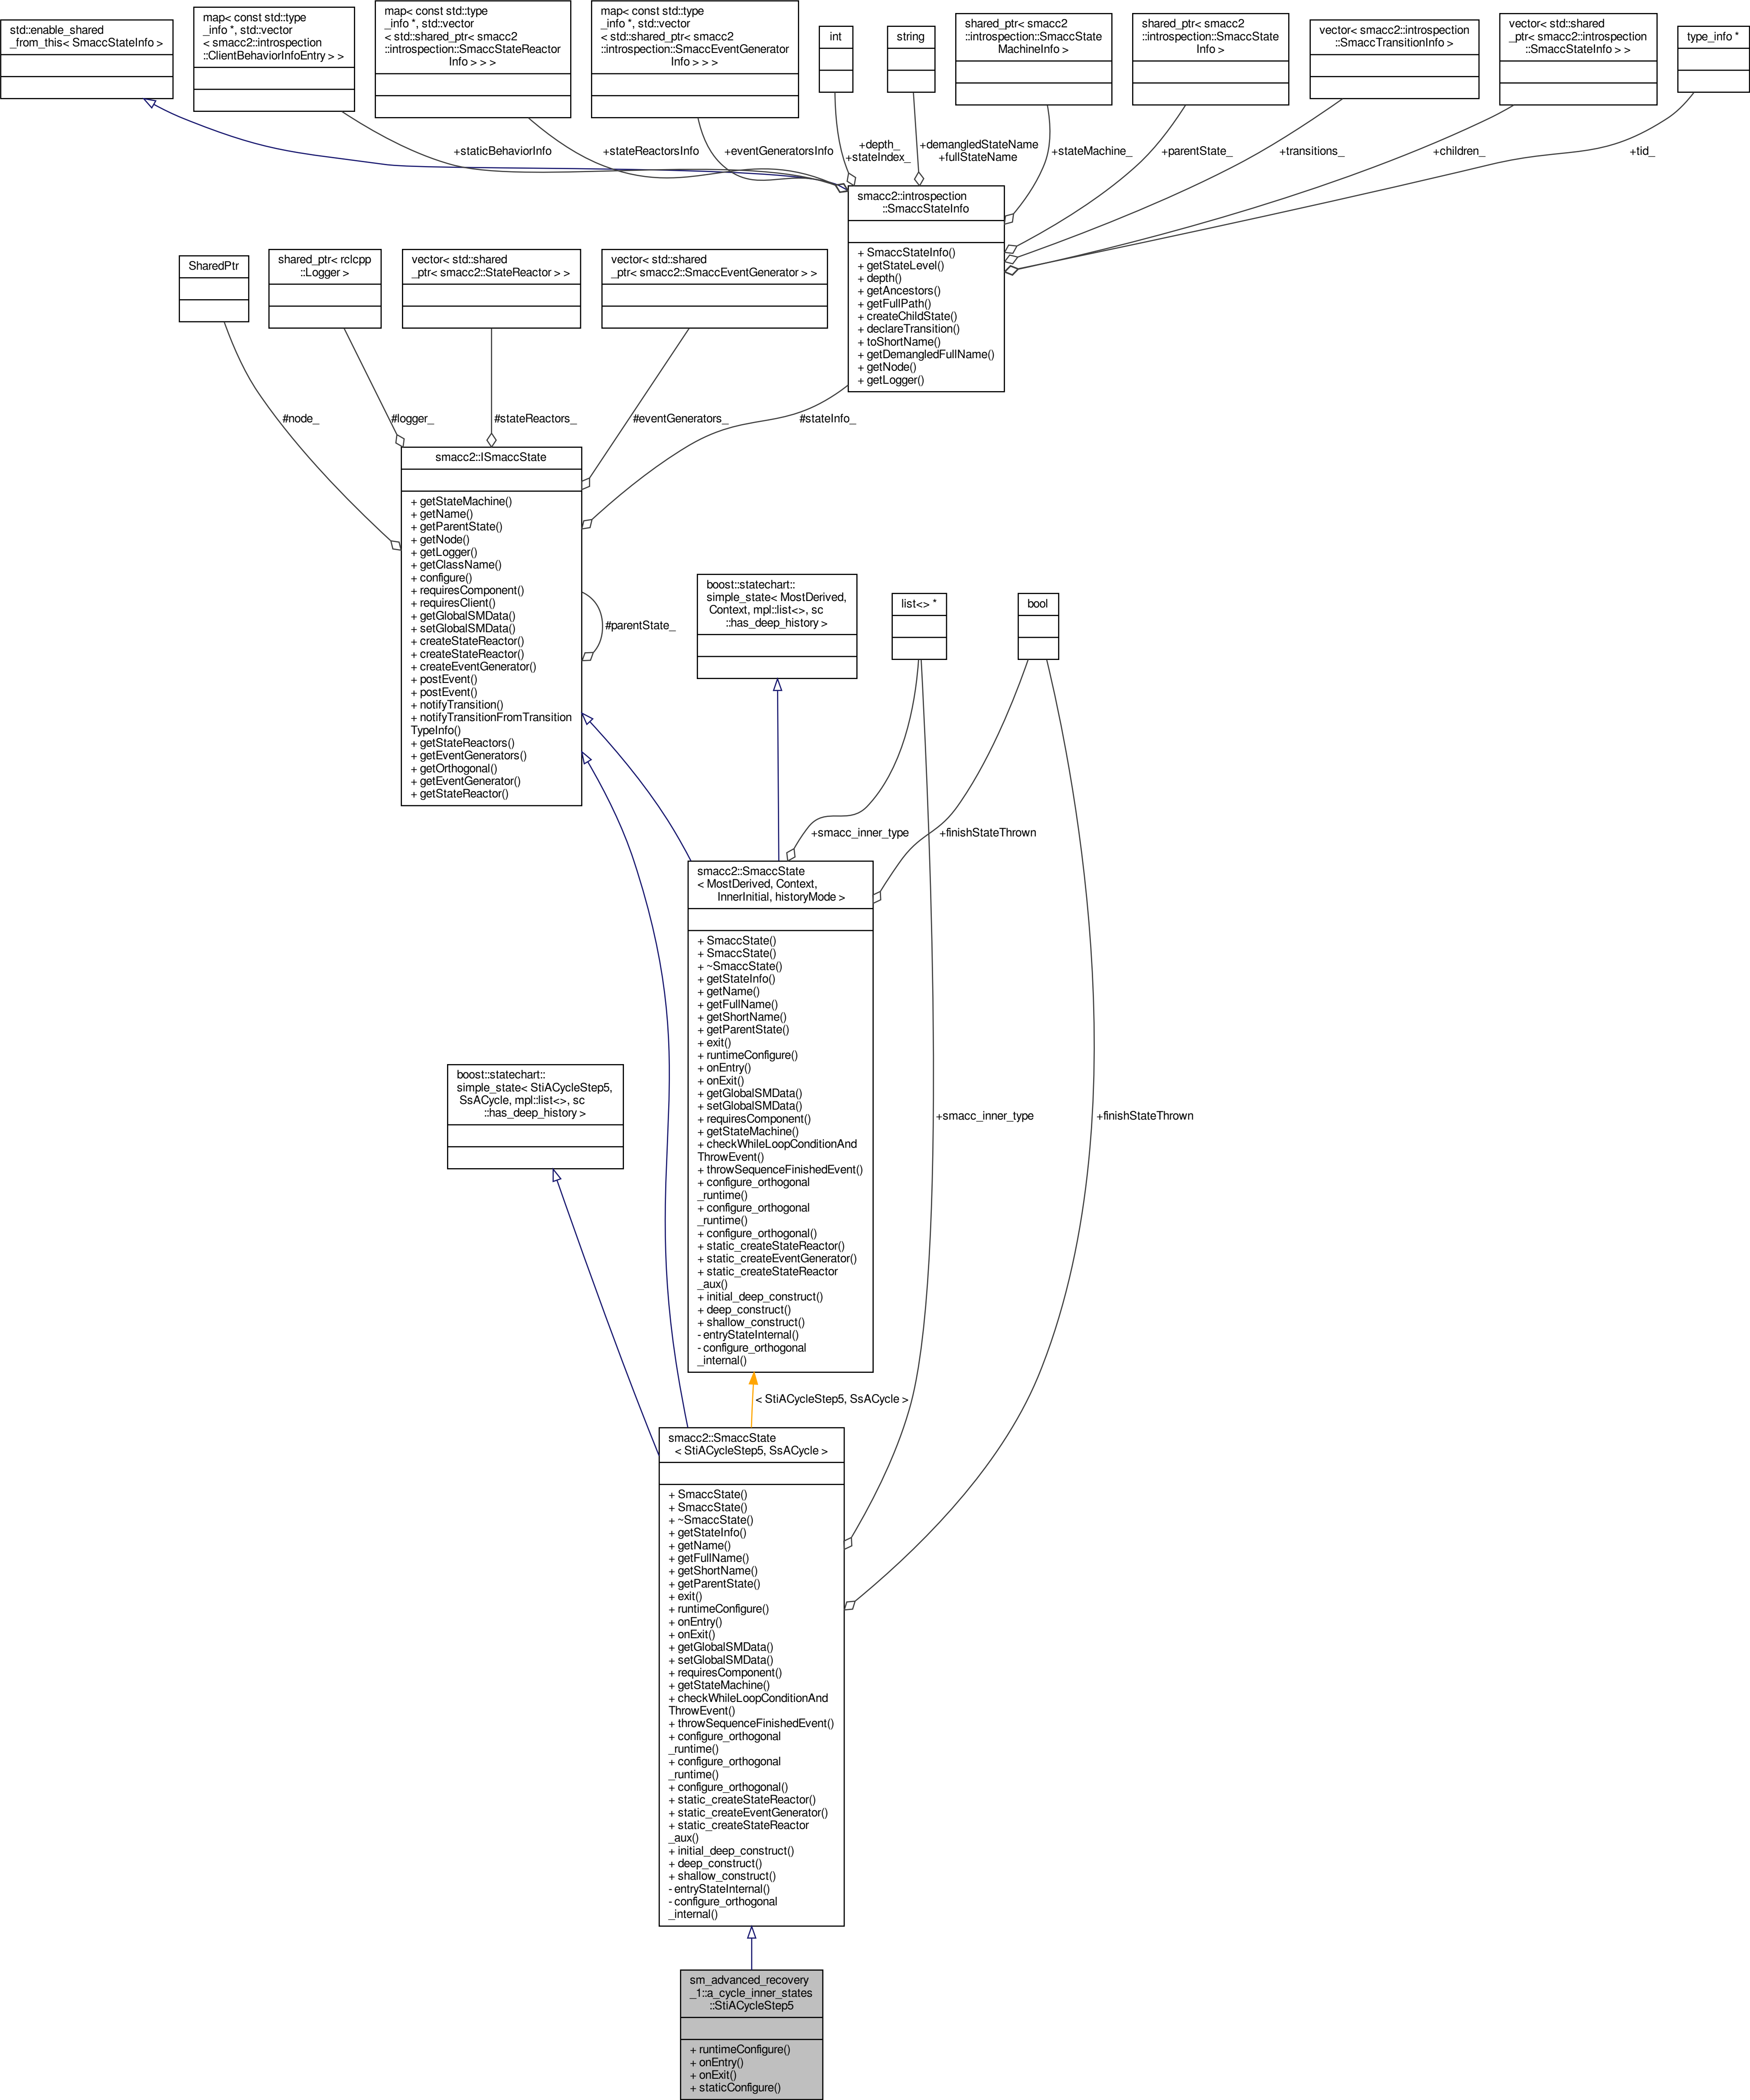 std::enable_shared
_from_this< SmaccStateInfo >
map< const std::type
_info *, std::vector
< smacc2::introspection
::ClientBehaviorInfoEntry > >
map< const std::type
_info *, std::vector
< std::shared_ptr< smacc2
::introspection::SmaccStateReactor
Info > > >
map< const std::type
_info *, std::vector
< std::shared_ptr< smacc2
::introspection::SmaccEventGenerator
Info > > >
int
string
shared_ptr< smacc2
::introspection::SmaccState
MachineInfo >
shared_ptr< smacc2
::introspection::SmaccState
Info >
vector< smacc2::introspection
::SmaccTransitionInfo >
vector< std::shared
_ptr< smacc2::introspection
::SmaccStateInfo > >
type_info *
+staticBehaviorInfo
+stateReactorsInfo
+eventGeneratorsInfo
+depth_
+stateIndex_
+demangledStateName
+fullStateName
+stateMachine_
+parentState_
+transitions_
+children_
+tid_
smacc2::introspection
::SmaccStateInfo
+ SmaccStateInfo()
+ getStateLevel()
+ depth()
+ getAncestors()
+ getFullPath()
+ createChildState()
+ declareTransition()
+ toShortName()
+ getDemangledFullName()
+ getNode()
+ getLogger()
SharedPtr
shared_ptr< rclcpp
::Logger >
vector< std::shared
_ptr< smacc2::StateReactor > >
vector< std::shared
_ptr< smacc2::SmaccEventGenerator > >
#node_
#logger_
#stateReactors_
#eventGenerators_
#stateInfo_
smacc2::ISmaccState
+ getStateMachine()
+ getName()
+ getParentState()
+ getNode()
+ getLogger()
+ getClassName()
+ configure()
+ requiresComponent()
+ requiresClient()
+ getGlobalSMData()
+ setGlobalSMData()
+ createStateReactor()
+ createStateReactor()
+ createEventGenerator()
+ postEvent()
+ postEvent()
+ notifyTransition()
+ notifyTransitionFromTransition
TypeInfo()
+ getStateReactors()
+ getEventGenerators()
+ getOrthogonal()
+ getEventGenerator()
+ getStateReactor()
#parentState_
boost::statechart::
simple_state< MostDerived,
Context, mpl::list<>, sc
::has_deep_history >
list<> *
bool
+smacc_inner_type
+finishStateThrown
smacc2::SmaccState
< MostDerived, Context,
InnerInitial, historyMode >
+ SmaccState()
+ SmaccState()
+ ~SmaccState()
+ getStateInfo()
+ getName()
+ getFullName()
+ getShortName()
+ getParentState()
+ exit()
+ runtimeConfigure()
+ onEntry()
+ onExit()
+ getGlobalSMData()
+ setGlobalSMData()
+ requiresComponent()
+ getStateMachine()
+ checkWhileLoopConditionAnd
ThrowEvent()
+ throwSequenceFinishedEvent()
+ configure_orthogonal
_runtime()
+ configure_orthogonal
_runtime()
+ configure_orthogonal()
+ static_createStateReactor()
+ static_createEventGenerator()
+ static_createStateReactor
_aux()
+ initial_deep_construct()
+ deep_construct()
+ shallow_construct()
- entryStateInternal()
- configure_orthogonal
_internal()
boost::statechart::
simple_state< StiACycleStep5,
SsACycle, mpl::list<>, sc
::has_deep_history >
+smacc_inner_type
+finishStateThrown
< StiACycleStep5, SsACycle >
smacc2::SmaccState
< StiACycleStep5, SsACycle >
+ SmaccState()
+ SmaccState()
+ ~SmaccState()
+ getStateInfo()
+ getName()
+ getFullName()
+ getShortName()
+ getParentState()
+ exit()
+ runtimeConfigure()
+ onEntry()
+ onExit()
+ getGlobalSMData()
+ setGlobalSMData()
+ requiresComponent()
+ getStateMachine()
+ checkWhileLoopConditionAnd
ThrowEvent()
+ throwSequenceFinishedEvent()
+ configure_orthogonal
_runtime()
+ configure_orthogonal
_runtime()
+ configure_orthogonal()
+ static_createStateReactor()
+ static_createEventGenerator()
+ static_createStateReactor
_aux()
+ initial_deep_construct()
+ deep_construct()
+ shallow_construct()
- entryStateInternal()
- configure_orthogonal
_internal()
sm_advanced_recovery
_1::a_cycle_inner_states
::StiACycleStep5
+ runtimeConfigure()
+ onEntry()
+ onExit()
+ staticConfigure()